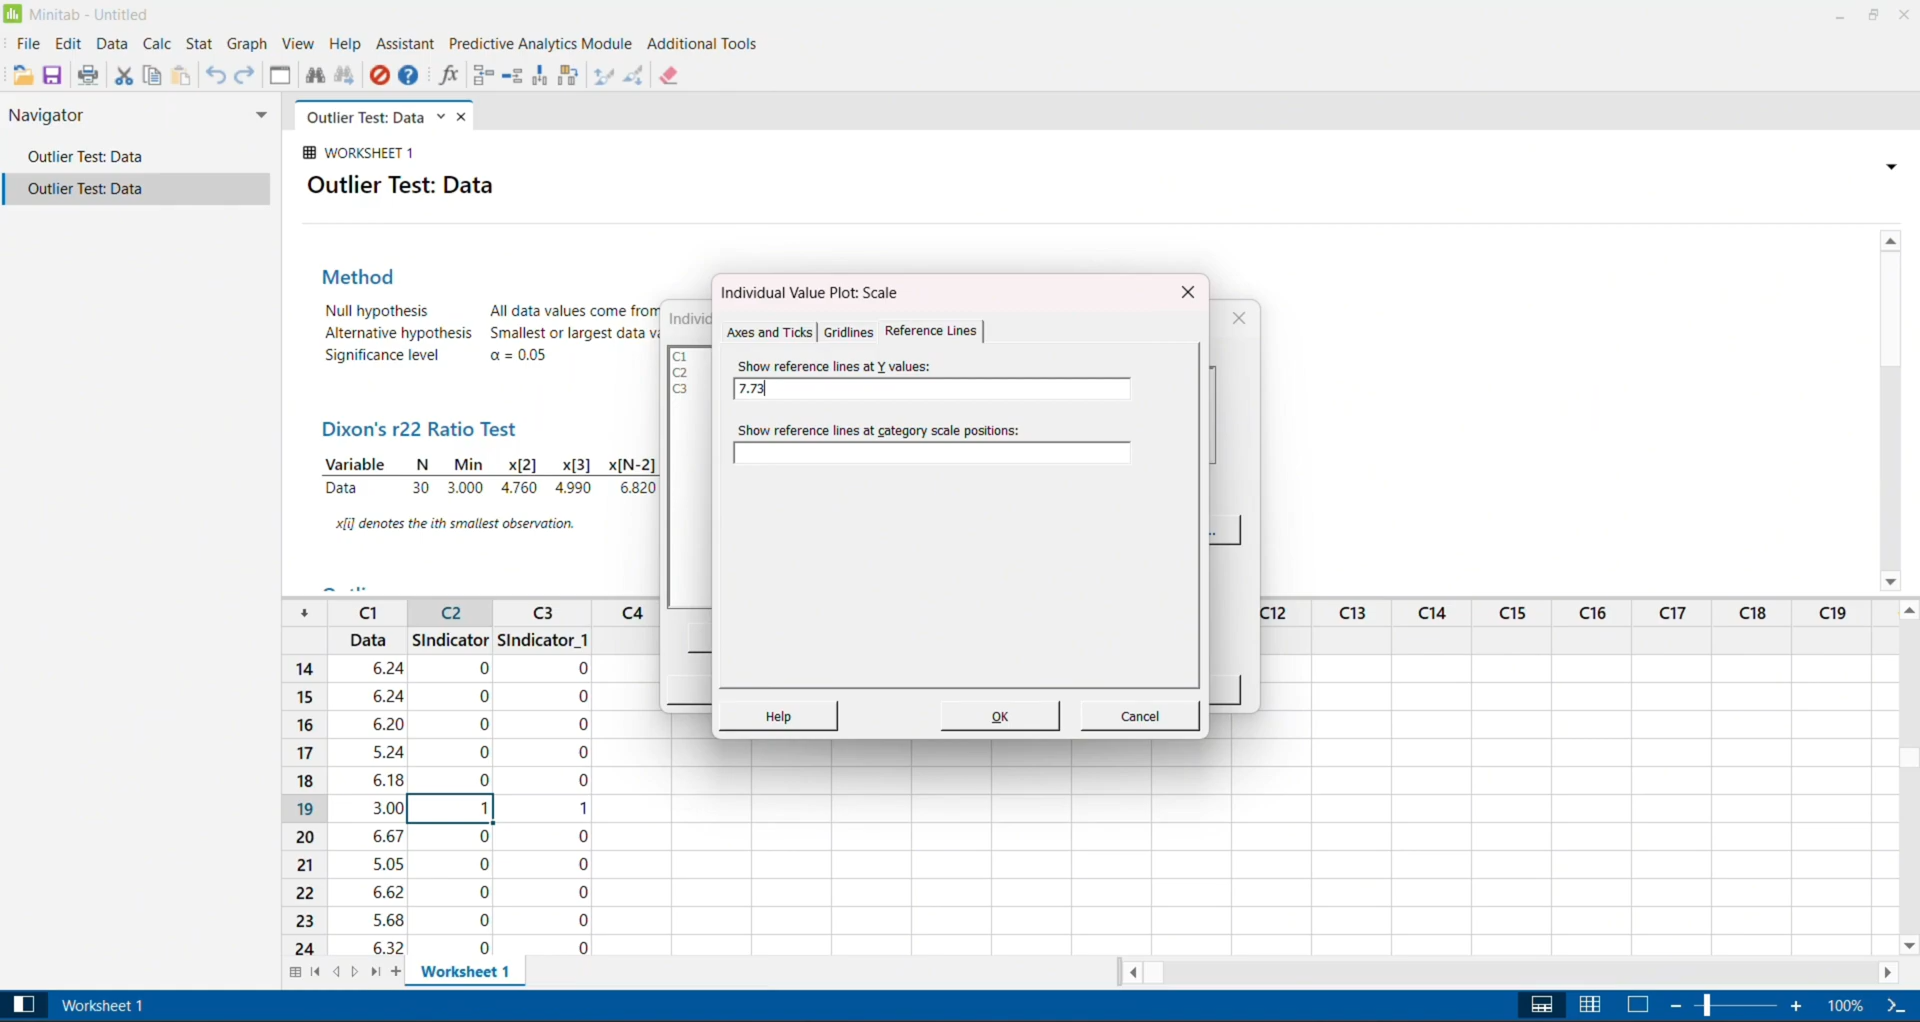 Minitab - Untitled
File Edit Data Calc Stat Graph View Help Assistant Predictive Analytics Module Additional Tools
Navigator
Outlier Test: Data
Outlier Test: Data
Outlier Test: Data
WORKSHEET 1
Outlier Test: Data
Method
Null hypothesis All data values come from
Alternative hypothesis Smallest or largest data
Significance level α = 0.05
Dixon's r22 Ratio Test
Variable N Min x[2] x[3] x[N-2]
Data 30 3.000 4.760 4.990 6.820
x[i] denotes the ith smallest observation.
Individ
C1
C2
C3
Individual Value Plot: Scale
Axes and Ticks Gridlines Reference Lines
Show reference lines at Y values:
7.73
Show reference lines at category scale positions:
Help OK Cancel
C1 C2 C3 C4 C12 C13 C14 C15 C16 C17 C18 C19
Data SIndicator SIndicator_1
14 6.24 0 0
15 6.24 0 0
16 6.20 0 0
17 5.24 0 0
18 6.18 0 0
19 3.00 1 1
20 6.67 0 0
21 5.05 0 0
22 6.62 0 0
23 5.68 0 0
24 6.32 0 0
Worksheet 1
Worksheet 1 100%